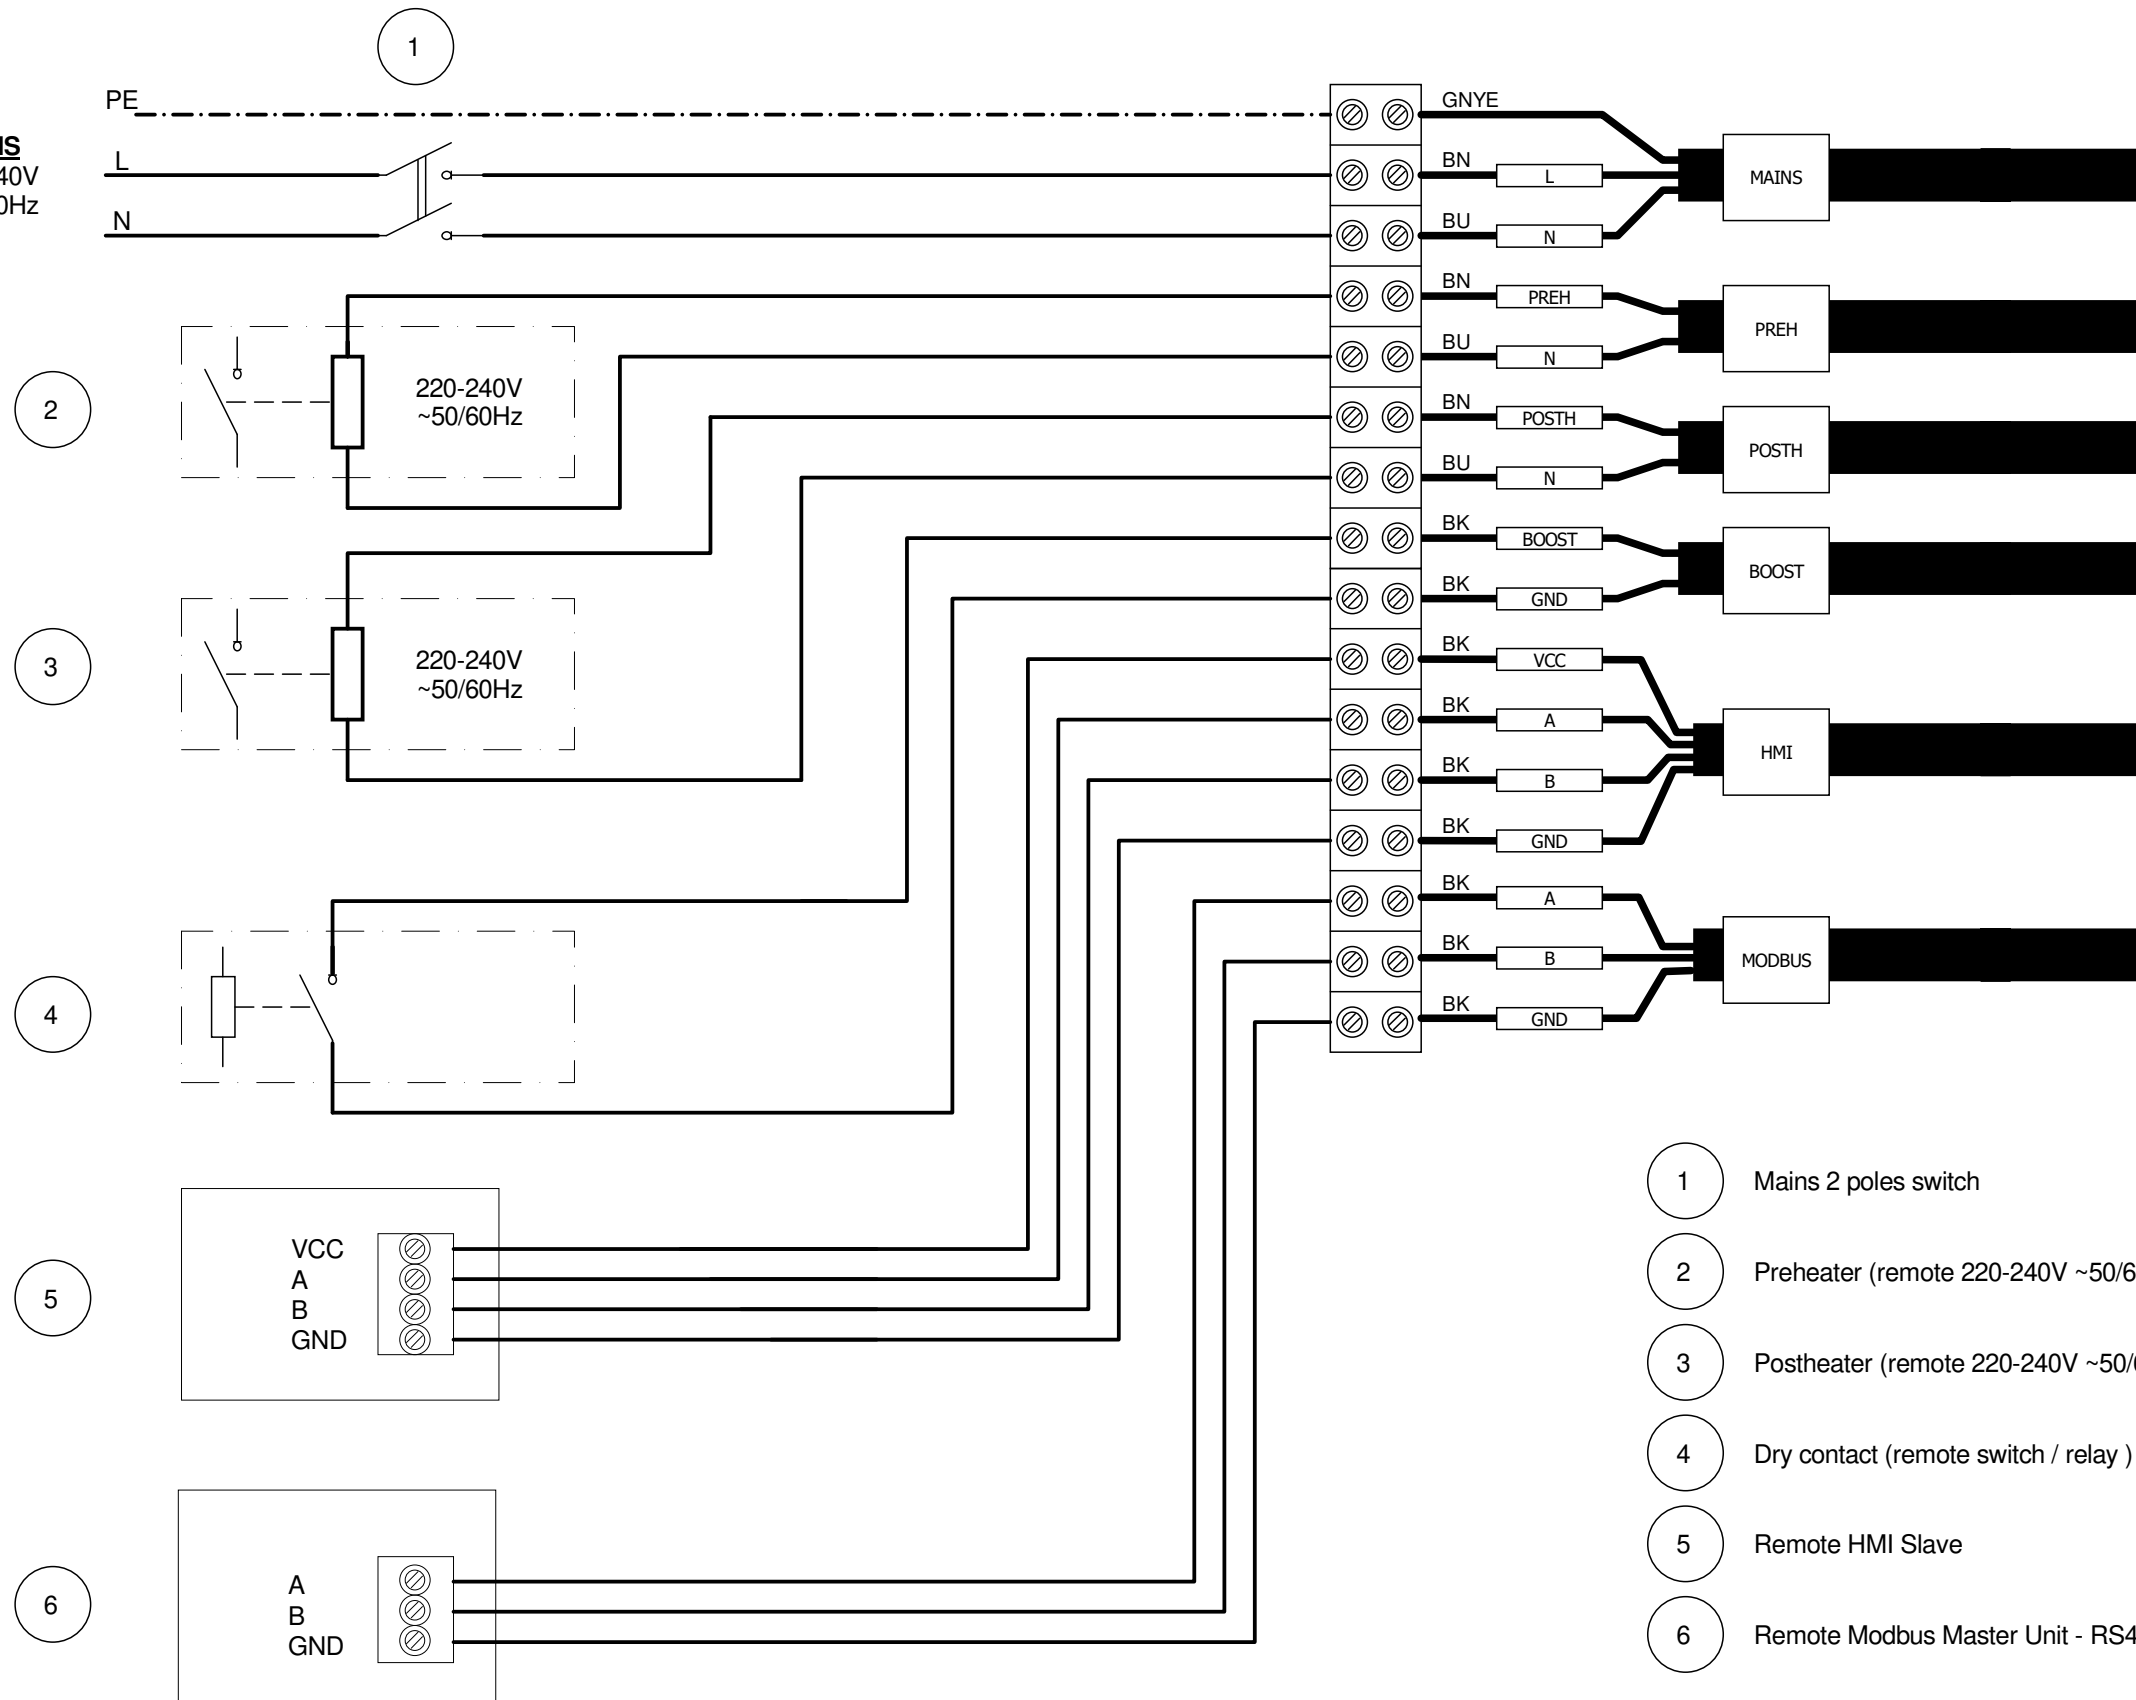 1
PE
L
N
GNYE
BN
L
BU
N
MAINS
BN
PREH
BU
N
PREH
2
220-240V
~50/60Hz
BN
POSTH
BU
N
POSTH
BK
BOOST
BK
GND
BOOST
3
220-240V
~50/60Hz
BK
VCC
BK
A
BK
B
BK
GND
HMI
BK
A
BK
B
BK
GND
MODBUS
4
5
VCC
A
B
GND
6
A
B
GND
1 Mains 2 poles switch
2 Preheater (remote 220-240V ~50/6
3 Postheater (remote 220-240V ~50/
4 Dry contact (remote switch / relay )
5 Remote HMI Slave
6 Remote Modbus Master Unit - RS4